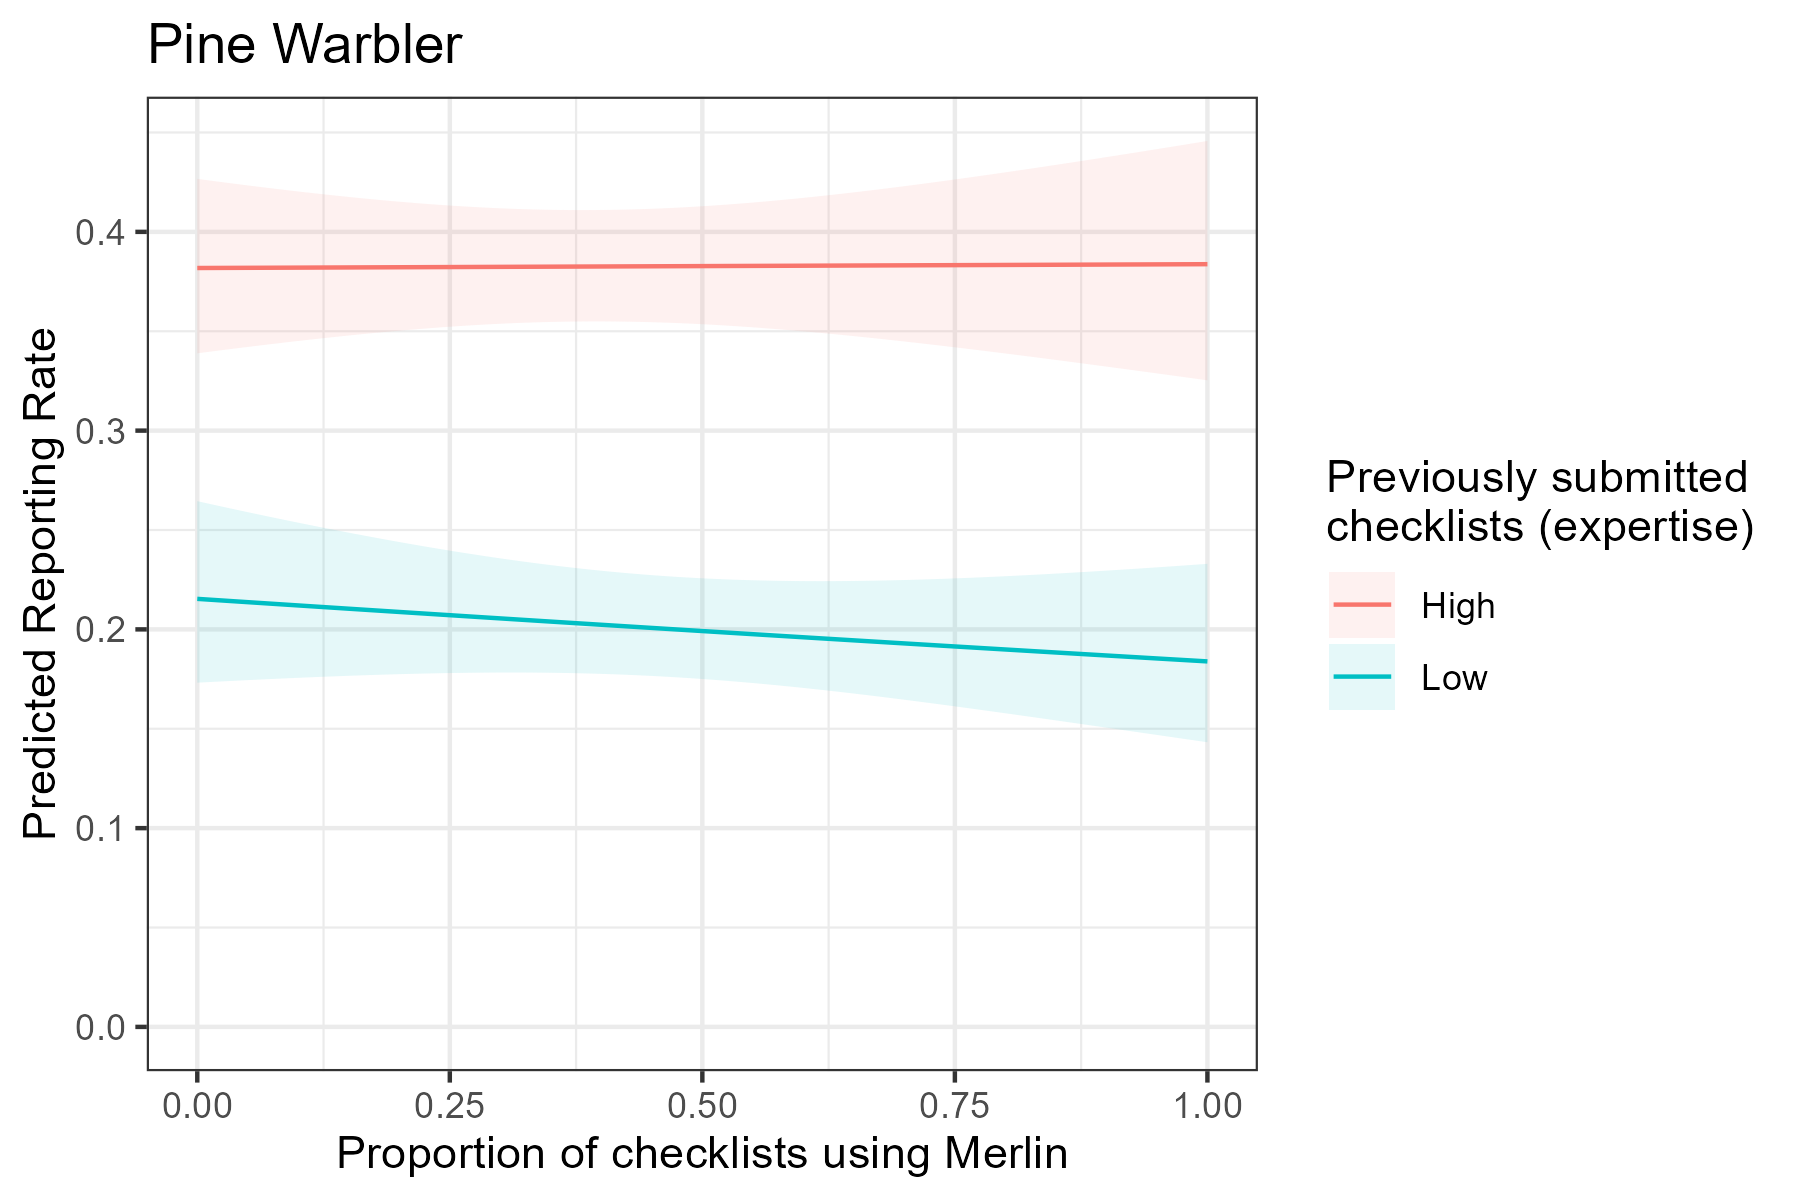 Pine Warbler
Predicted Reporting Rate
0.4
0.3
0.2
0.1
0.0
0.00 0.25 0.50 0.75 1.00
Proportion of checklists using Merlin
Previously submitted
checklists (expertise)
High
Low